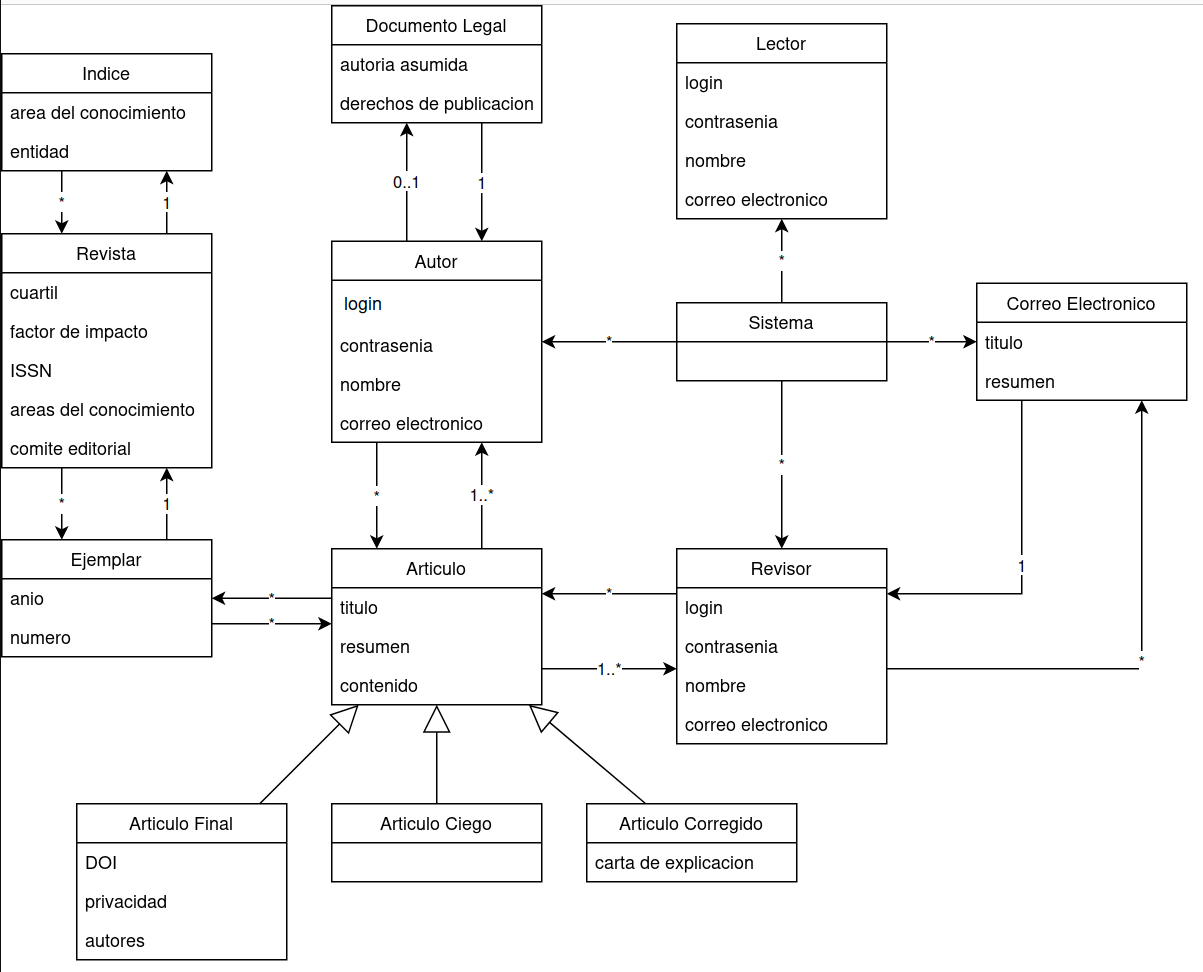 Documento Legal
autoria asumida
derechos de publicacion
Lector
login
contrasenia
nombre
correo electronico
Indice
area del conocimiento
entidad
0..1
1
*
1
*
Revista
cuartil
factor de impacto
ISSN
areas del conocimiento
comite editorial
Autor
login
contrasenia
nombre
correo electronico
*
Sistema
*
Correo Electronico
titulo
resumen
*
1
*
1..*
*
1
*
Ejemplar
anio
numero
*
*
Articulo
titulo
resumen
contenido
*
1..*
Revisor
login
contrasenia
nombre
correo electronico
Articulo Final
DOI
privacidad
autores
Articulo Ciego
Articulo Corregido
carta de explicacion